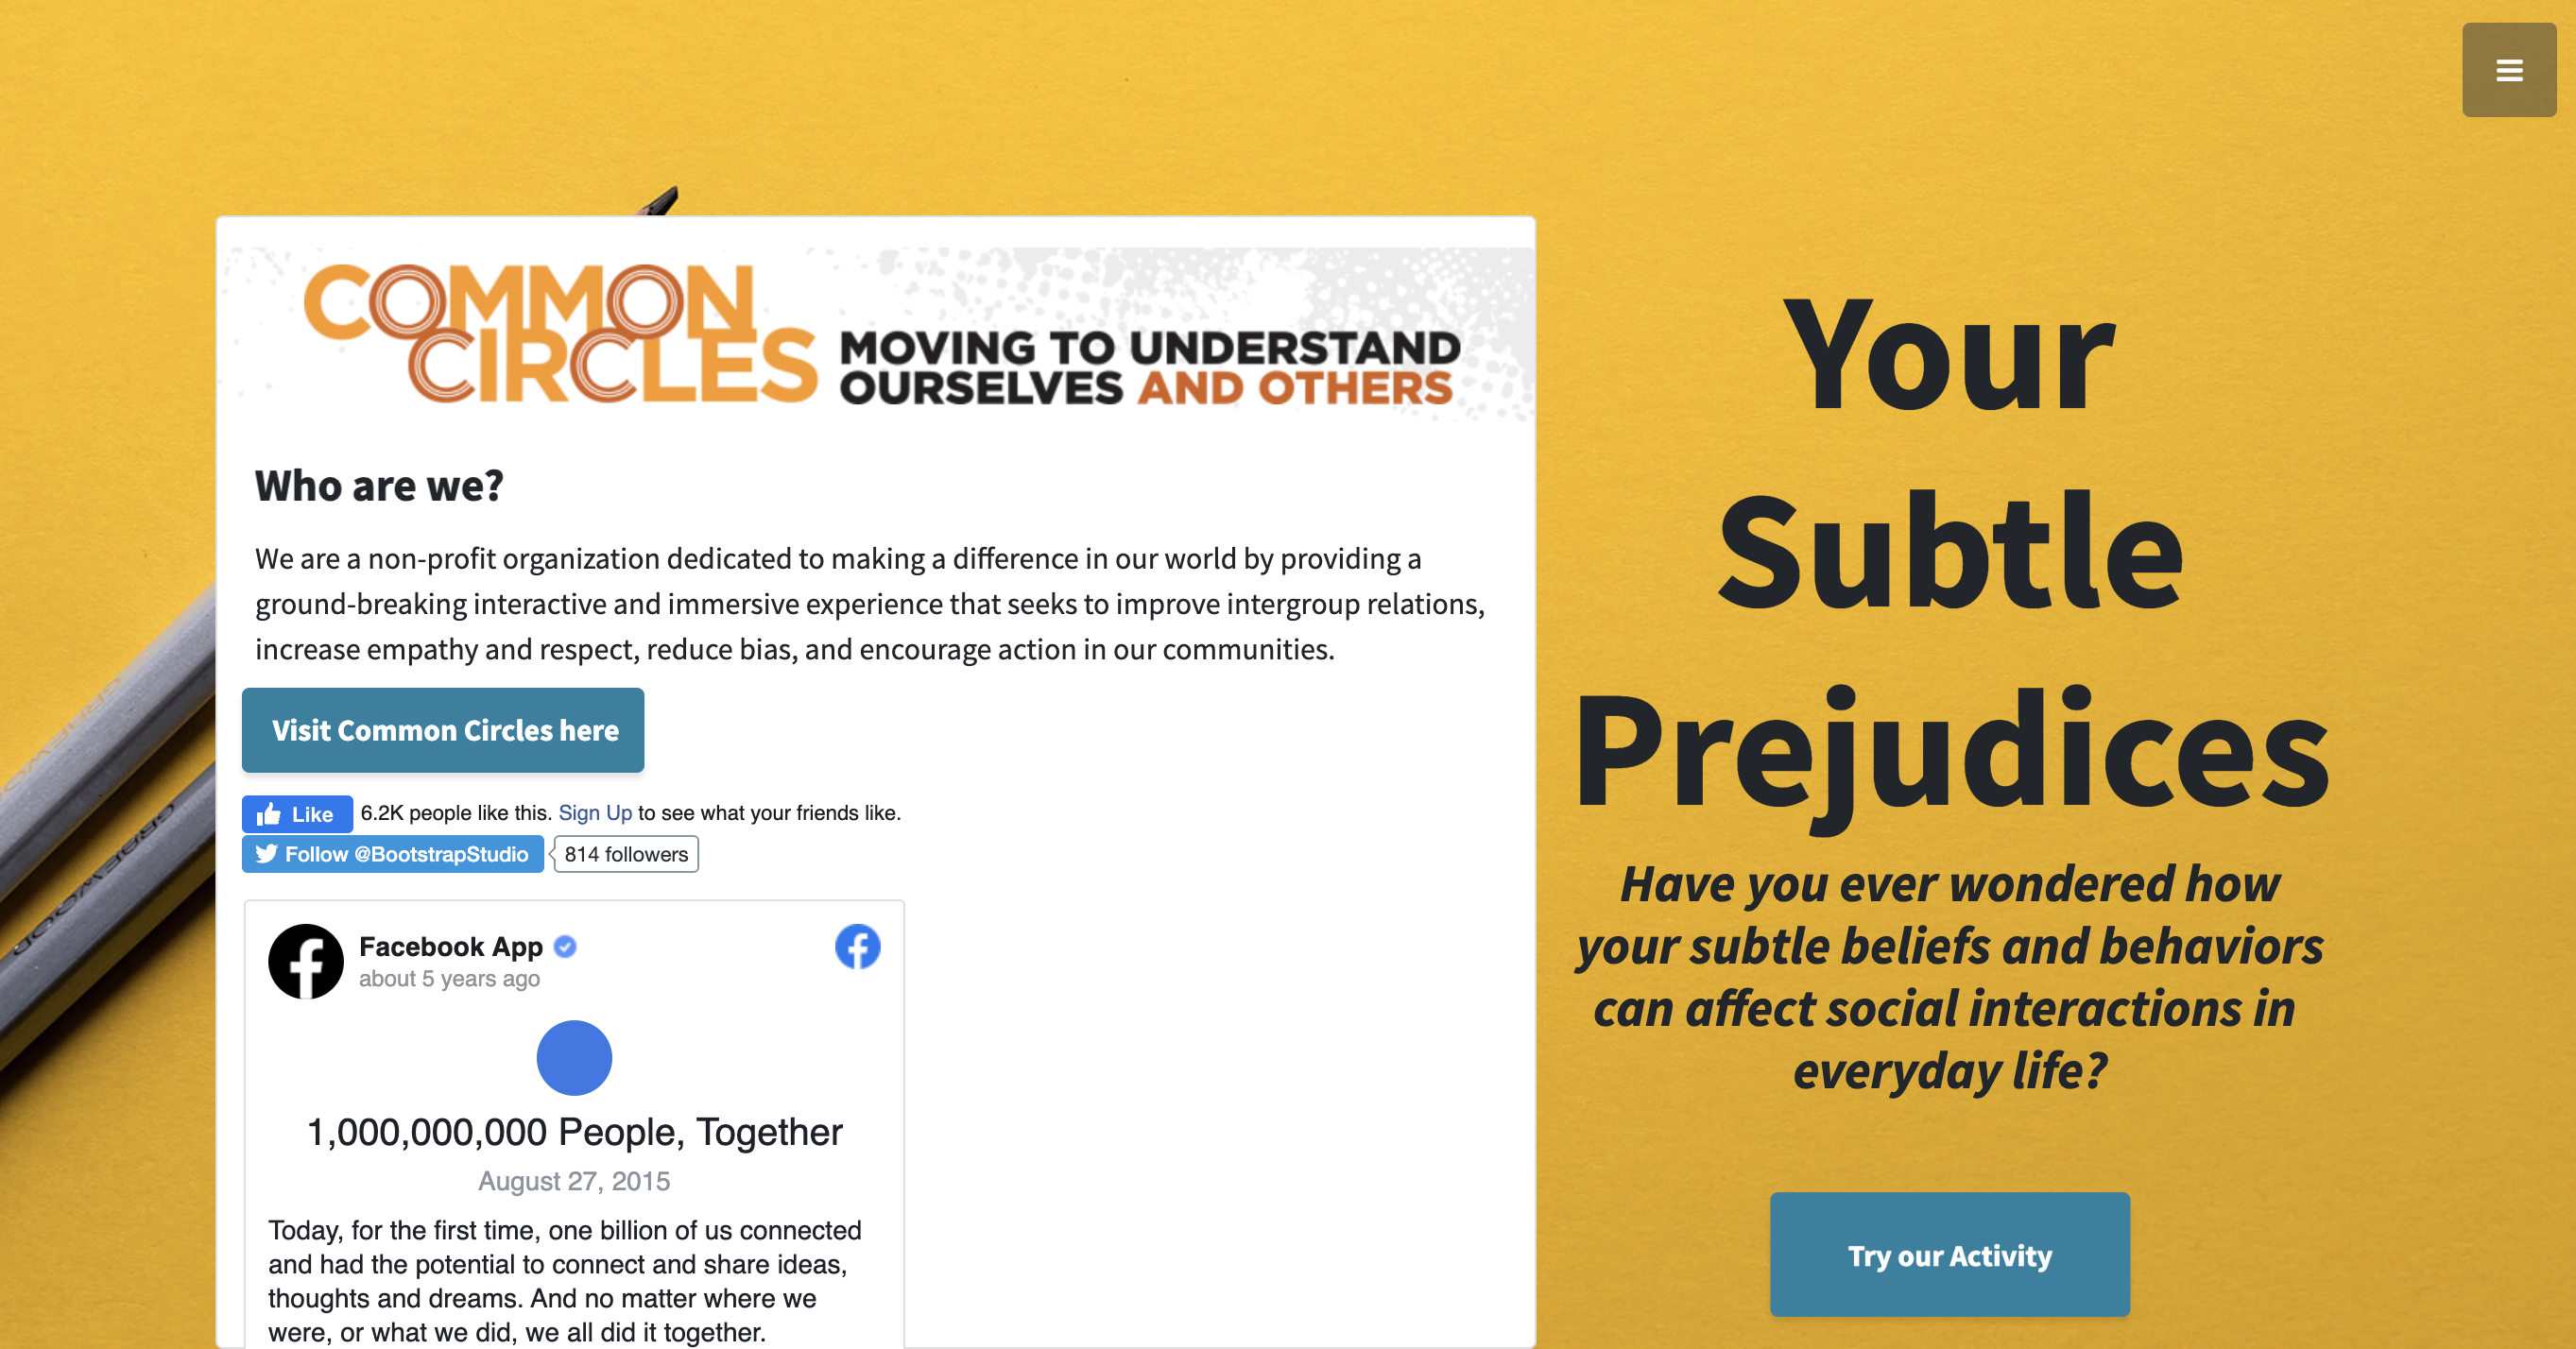 COMMON
CIRCLES
MOVING TO UNDERSTAND
OURSELVES AND OTHERS
Who are we?
We are a non-profit organization dedicated to making a difference in our world by providing a
ground-breaking interactive and immersive experience that seeks to improve intergroup relations,
increase empathy and respect, reduce bias, and encourage action in our communities.
Visit Common Circles here
Like 6.2K people like this. Sign Up to see what your friends like.
Follow @BootstrapStudio 814 followers
Facebook App
about 5 years ago
1,000,000,000 People, Together
August 27, 2015
Today, for the first time, one billion of us connected
and had the potential to connect and share ideas,
thoughts and dreams. And no matter where we
were, or what we did, we all did it together.
Your
Subtle
Prejudices
Have you ever wondered how
your subtle beliefs and behaviors
can affect social interactions in
everyday life?
Try our Activity